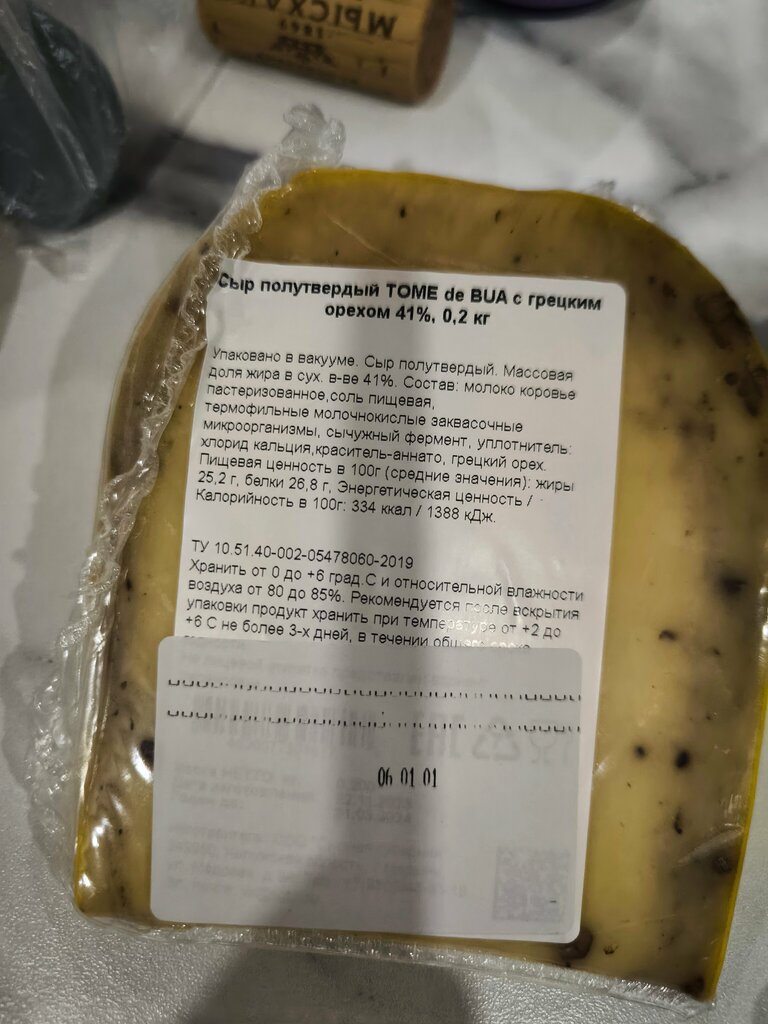 МЫСХА
1869
Сыр полутвердый TOME de BUA с грецким
орехом 41%, 0,2 кг
Упаковано в вакууме. Сыр полутвердый. Массовая
доля жира в сух. в-ве 41%. Состав: молоко коровье
пастеризованное,соль пищевая,
термофильные молочнокислые заквасочные
микроорганизмы, сычужный фермент, уплотнитель:
хлорид кальция,краситель-аннато, грецкий орех.
Пищевая ценность в 100г (средние значения): жиры
25,2 г, белки 26,8 г, Энергетическая ценность /
Калорийность в 100г: 334 ккал / 1388 кДж.
ТУ 10.51.40-002-05478060-2019
Хранить от 0 до +6 град.С и относительной влажности
воздуха от 80 до 85%. Рекомендуется после вскрытия
упаковки продукт хранить при температуре от +2 до
+6 С не более 3-х дней, в течении общего срока
06 01 01